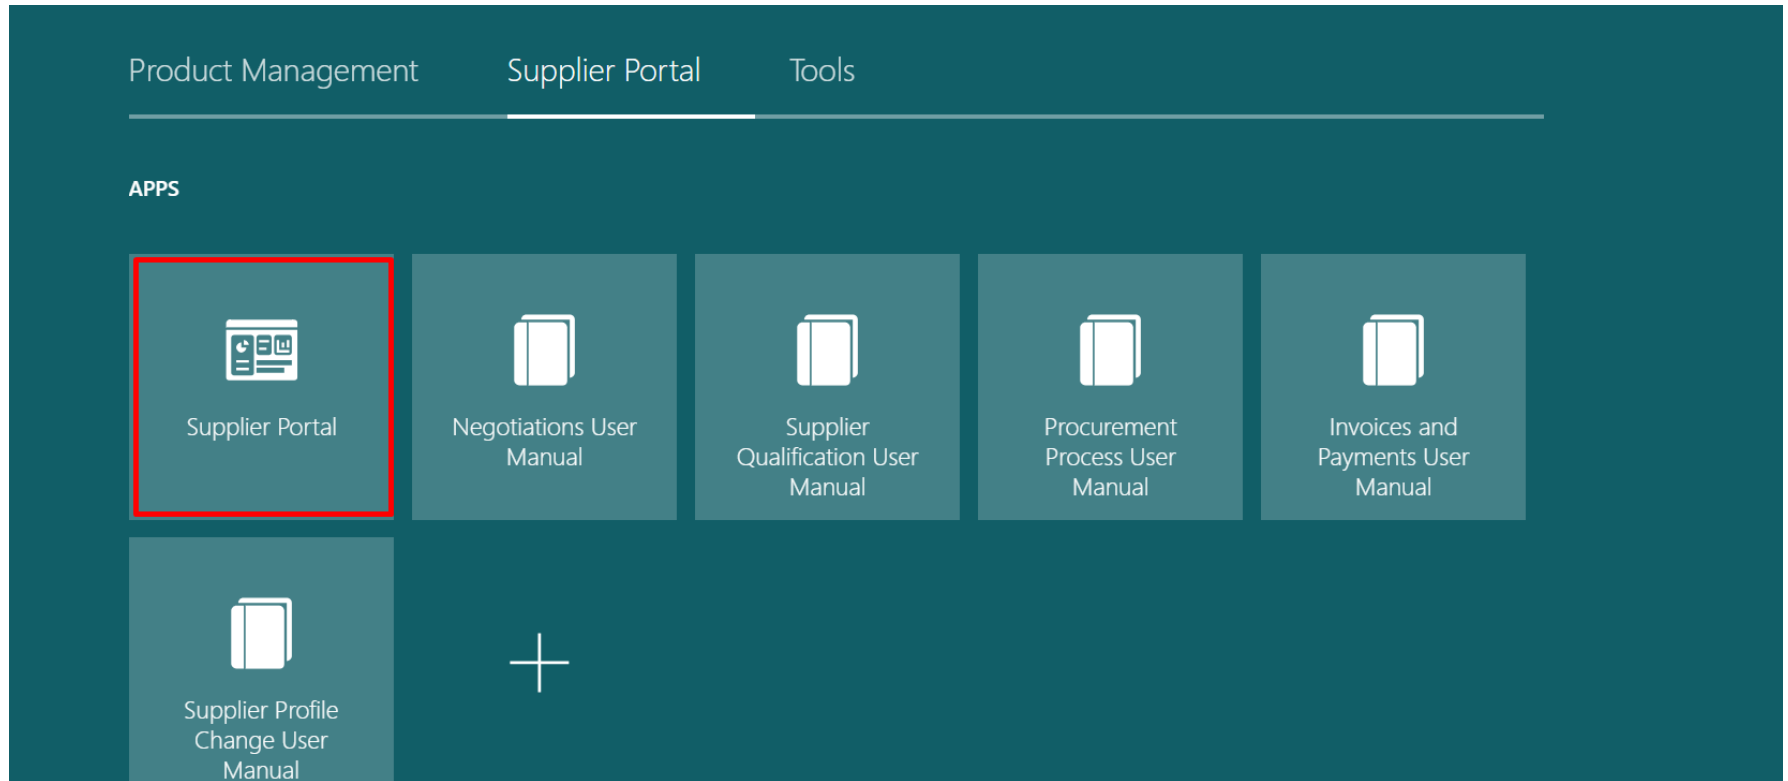 Product Management
Supplier Portal
Tools
APPS
Supplier Portal
Negotiations User
Manual
Supplier
Qualification User
Manual
Procurement
Process User
Manual
Invoices and
Payments User
Manual
Supplier Profile
Change User
Manual